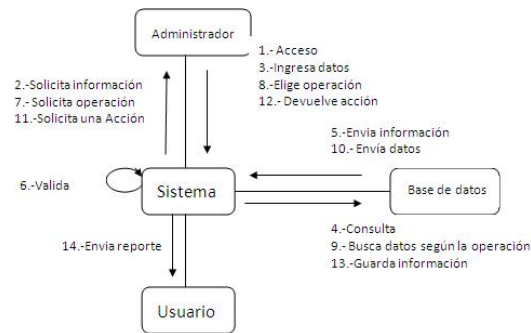 Administrador
1.- Acceso
3.-Ingresa datos
8.-Elige operación
12.- Devuelve acción
2.-Solicita información
7.- Solicita operación
11.-Solicita una Acción
5.-Envia información
10.- Envía datos
6.-Valida
Sistema
Base de datos
4.-Consulta
9.- Busca datos según la operación
13.-Guarda información
14.-Envia reporte
Usuario